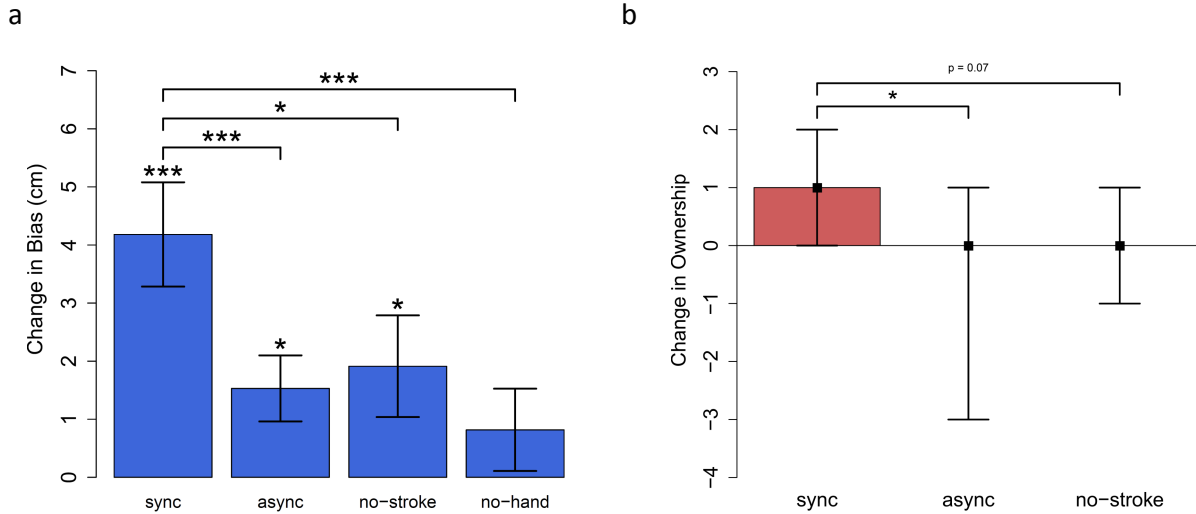 a
b
Change in Bias (cm)
7
6
5
4
3
2
1
0
***
*
***
***
*
*
sync
async
no−stroke
no−hand
Change in Ownership
3
2
1
0
−1
−2
−3
−4
p = 0.07
*
sync
async
no−stroke